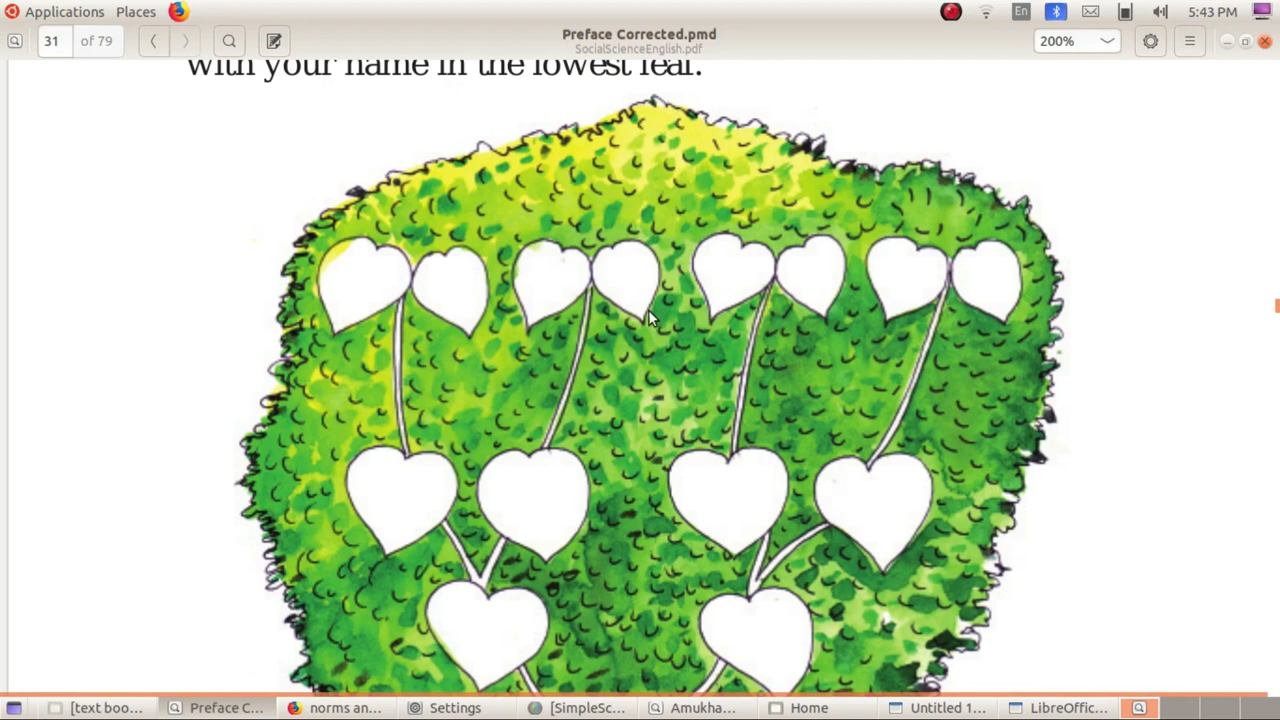 Applications Places En 5:43 PM
31 of 79 Preface Corrected.pmd 200%
SocialScienceEnglish.pdf
with your name in the lowest leaf.
[text boo... Preface C... norms an... Settings [SimpleSc... Amukha... Home Untitled 1... LibreOffic...